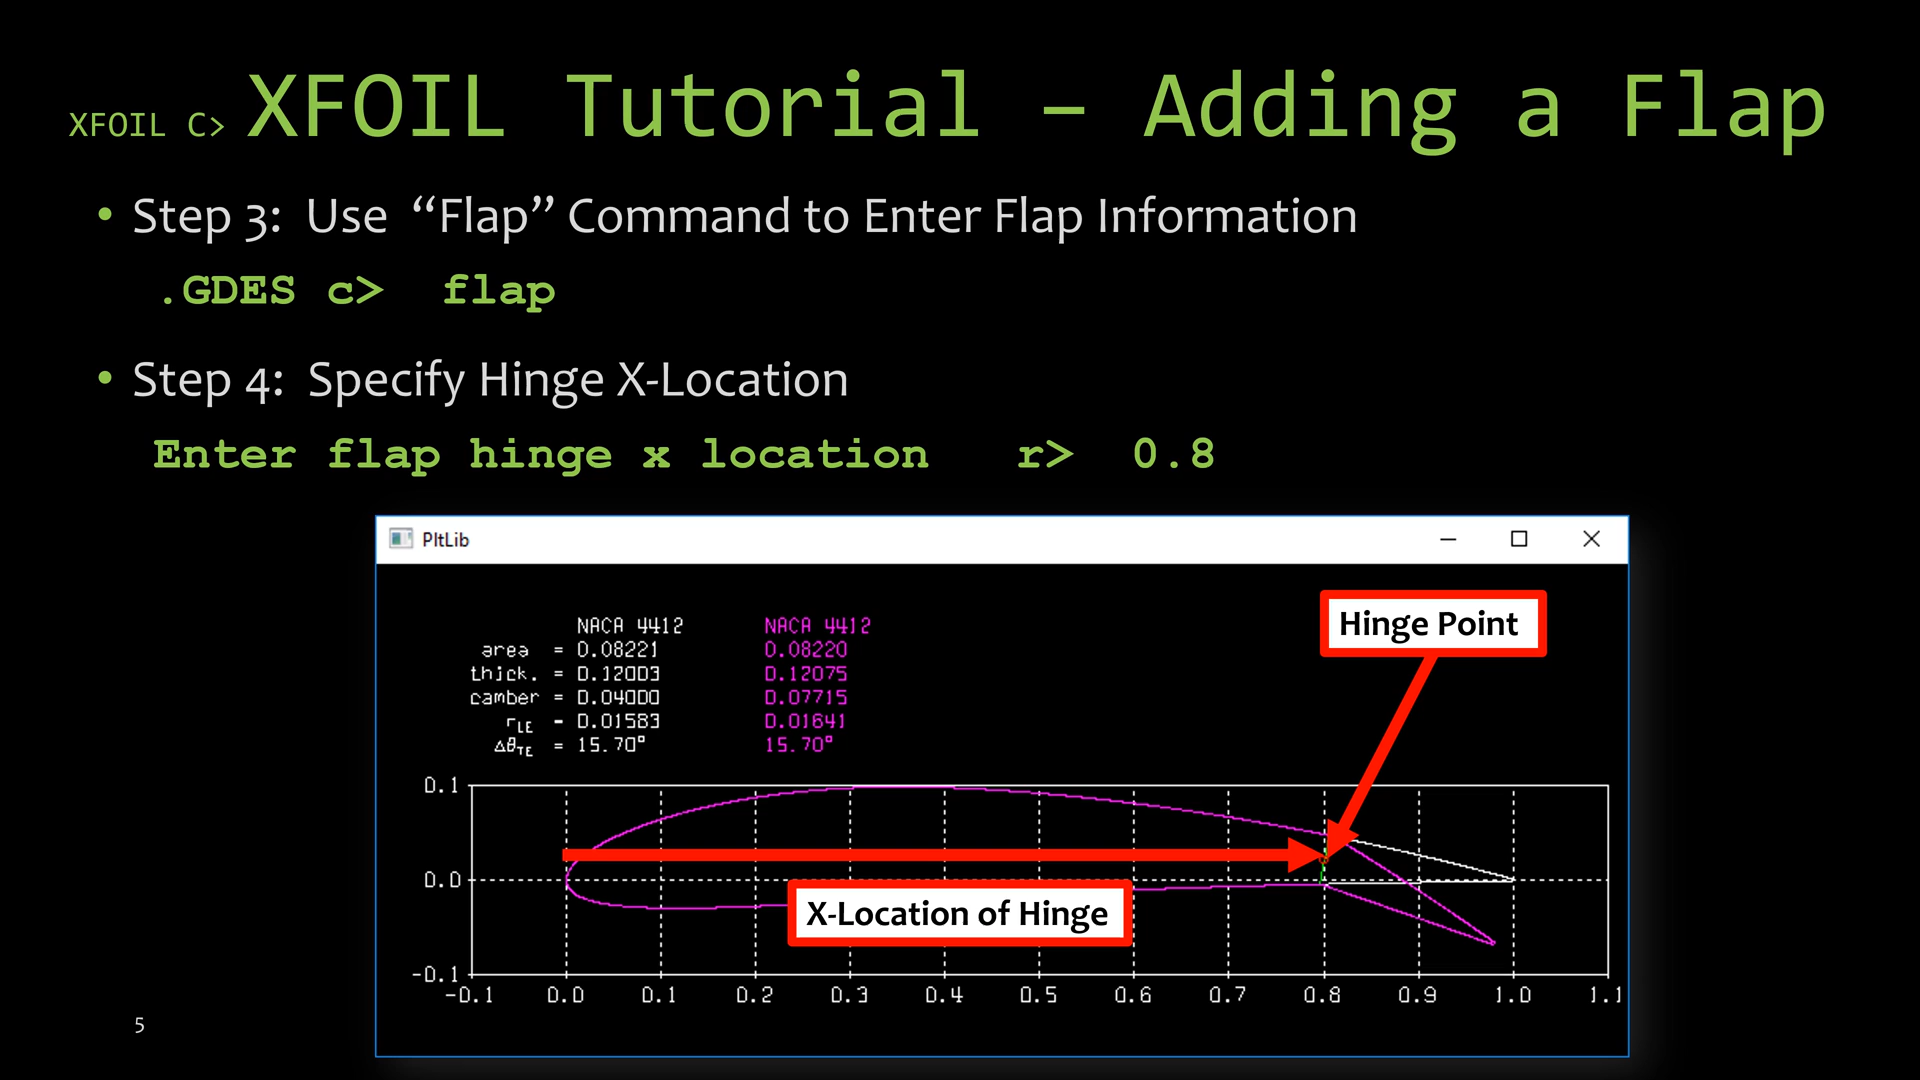 XFOIL C> XFOIL Tutorial – Adding a Flap
• Step 3:  Use  “Flap” Command to Enter Flap Information
.GDES c>  flap
• Step 4:  Specify Hinge X-Location
Enter flap hinge x location   r>  0.8
PltLib
Hinge Point
NACA 4412 NACA 4412
area = 0.08221 0.08220
thick. = 0.12003 0.12075
camber = 0.04000 0.07715
rLE = 0.01583 0.01641
ΔθTE = 15.70° 15.70°
0.1
0.0
X-Location of Hinge
-0.1
-0.1 0.0 0.1 0.2 0.3 0.4 0.5 0.6 0.7 0.8 0.9 1.0 1.1
5